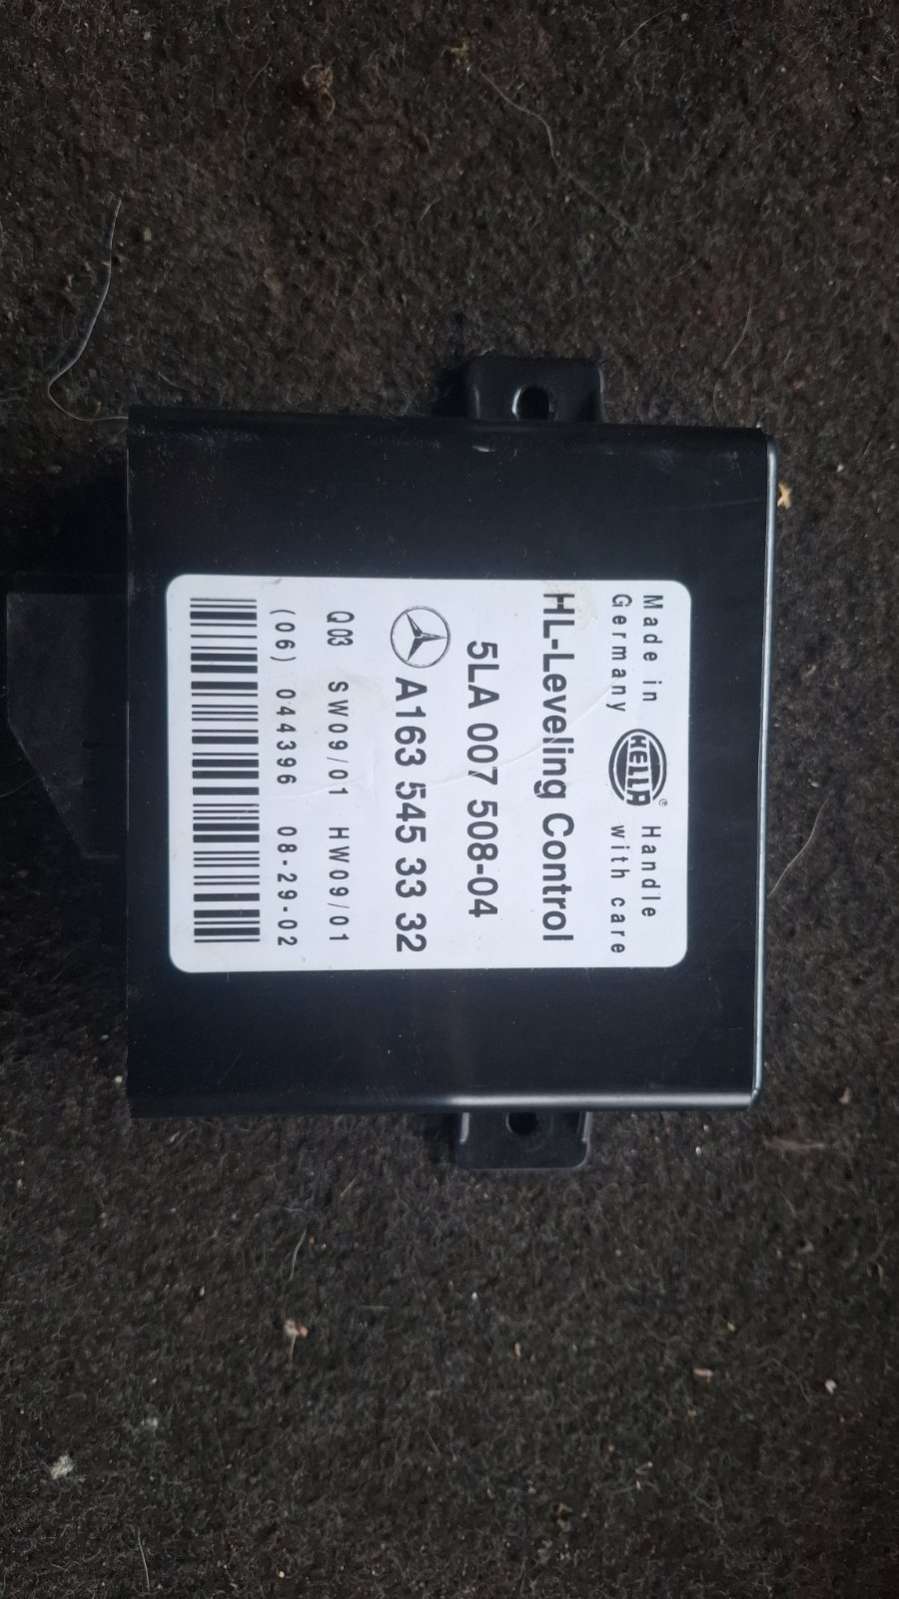 Made in
Germany
HELLA
®
Handle
with care
HL-Leveling Control
5LA 007 508-04
A163 545 33 32
Q03 SW09/01 HW09/01
(06) 044396 08-29-02